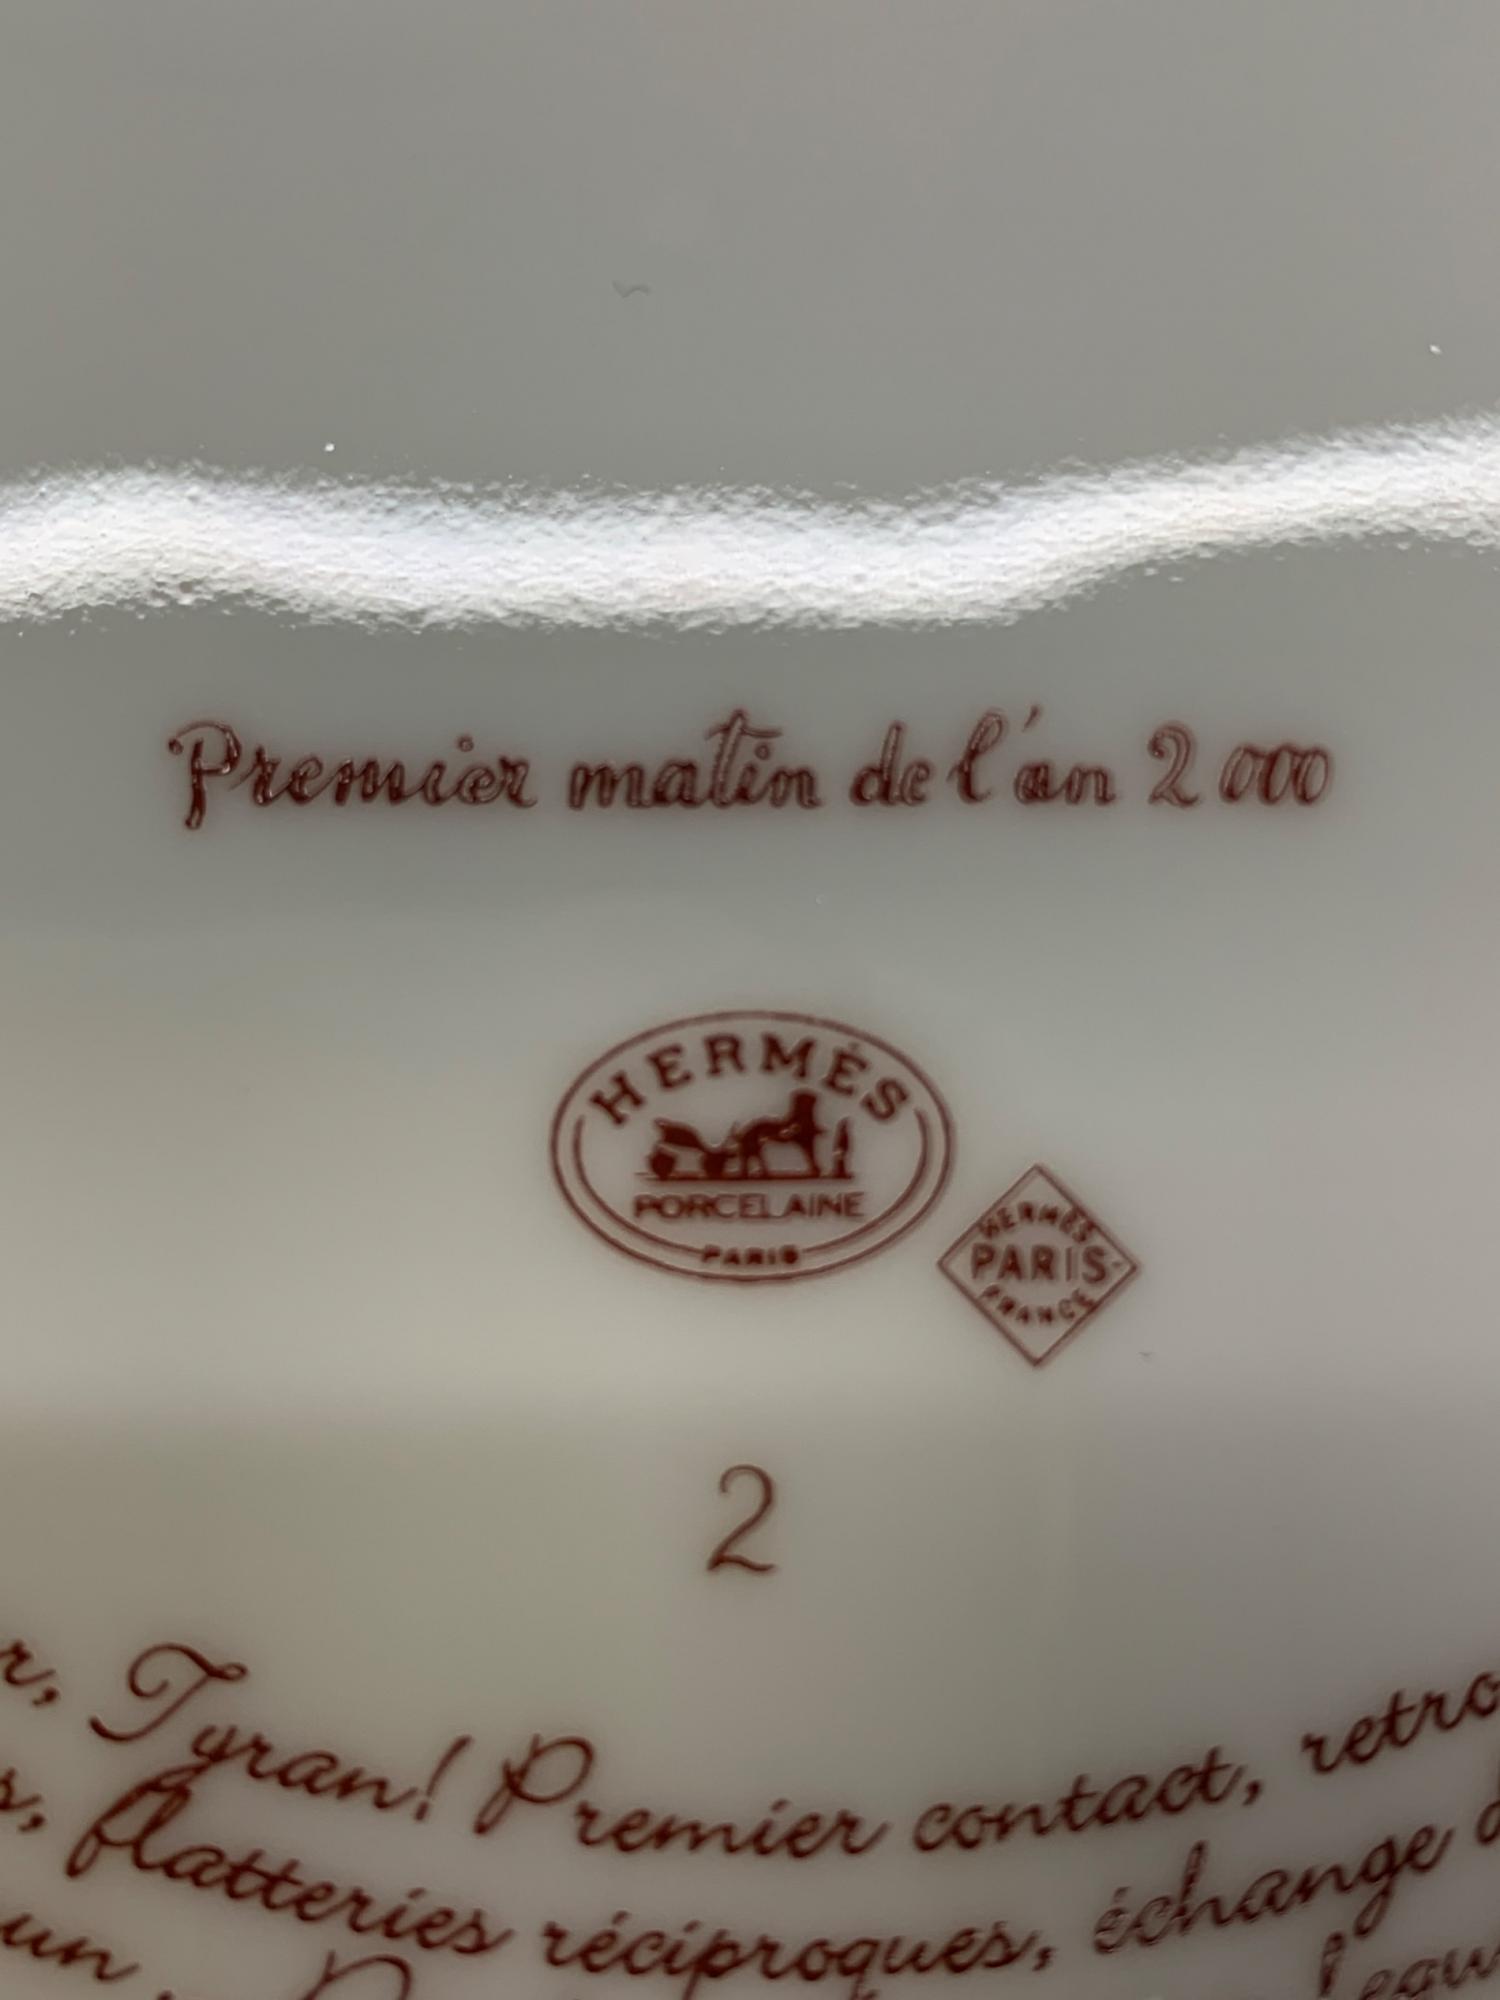 Premier matin de l'an 2000
HERMÈS
PORCELAINE
PARIS
HERMÈS
PARIS
FRANCE
2
r, Tyran! Premier contact, retro
s, flatteries réciproques, échange
un